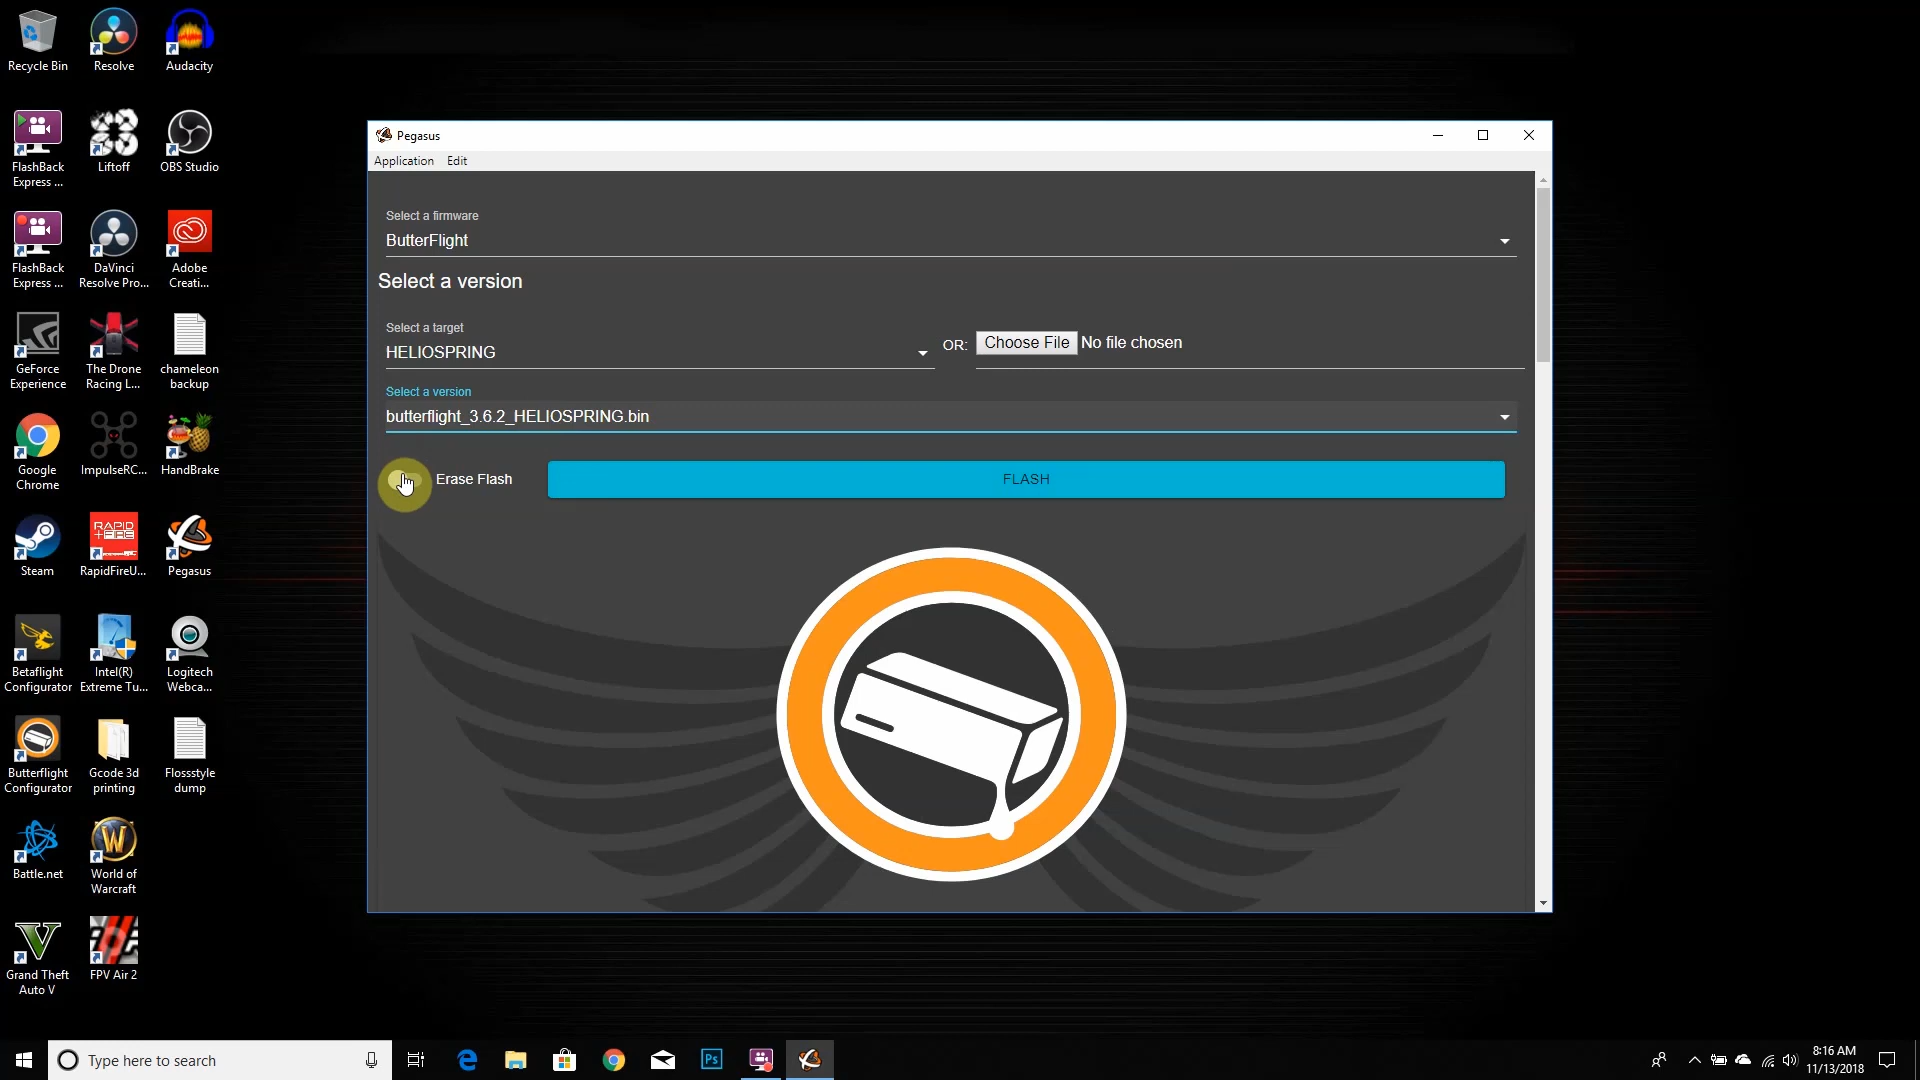 Recycle Bin
Resolve
Audacity
FlashBack
Express ...
Liftoff
OBS Studio
FlashBack
Express ...
DaVinci
Resolve Pro...
Adobe
Creati...
GeForce
Experience
The Drone
Racing L...
chameleon
backup
Google
Chrome
ImpulseRC...
HandBrake
Steam
RAPID
+FIRE
RapidFireU...
Pegasus
Betaflight
Configurator
Intel(R)
Extreme Tu...
Logitech
Webca...
Butterflight
Configurator
Gcode 3d
printing
Flossstyle
dump
Battle.net
World of
Warcraft
Grand Theft
Auto V
FPV Air 2
Pegasus
Application Edit
Select a firmware
ButterFlight
Select a version
Select a target
HELIOSPRING
OR: Choose File No file chosen
Select a version
butterflight_3.6.2_HELIOSPRING.bin
Erase Flash
FLASH
Type here to search
Ps
8:16 AM
11/13/2018